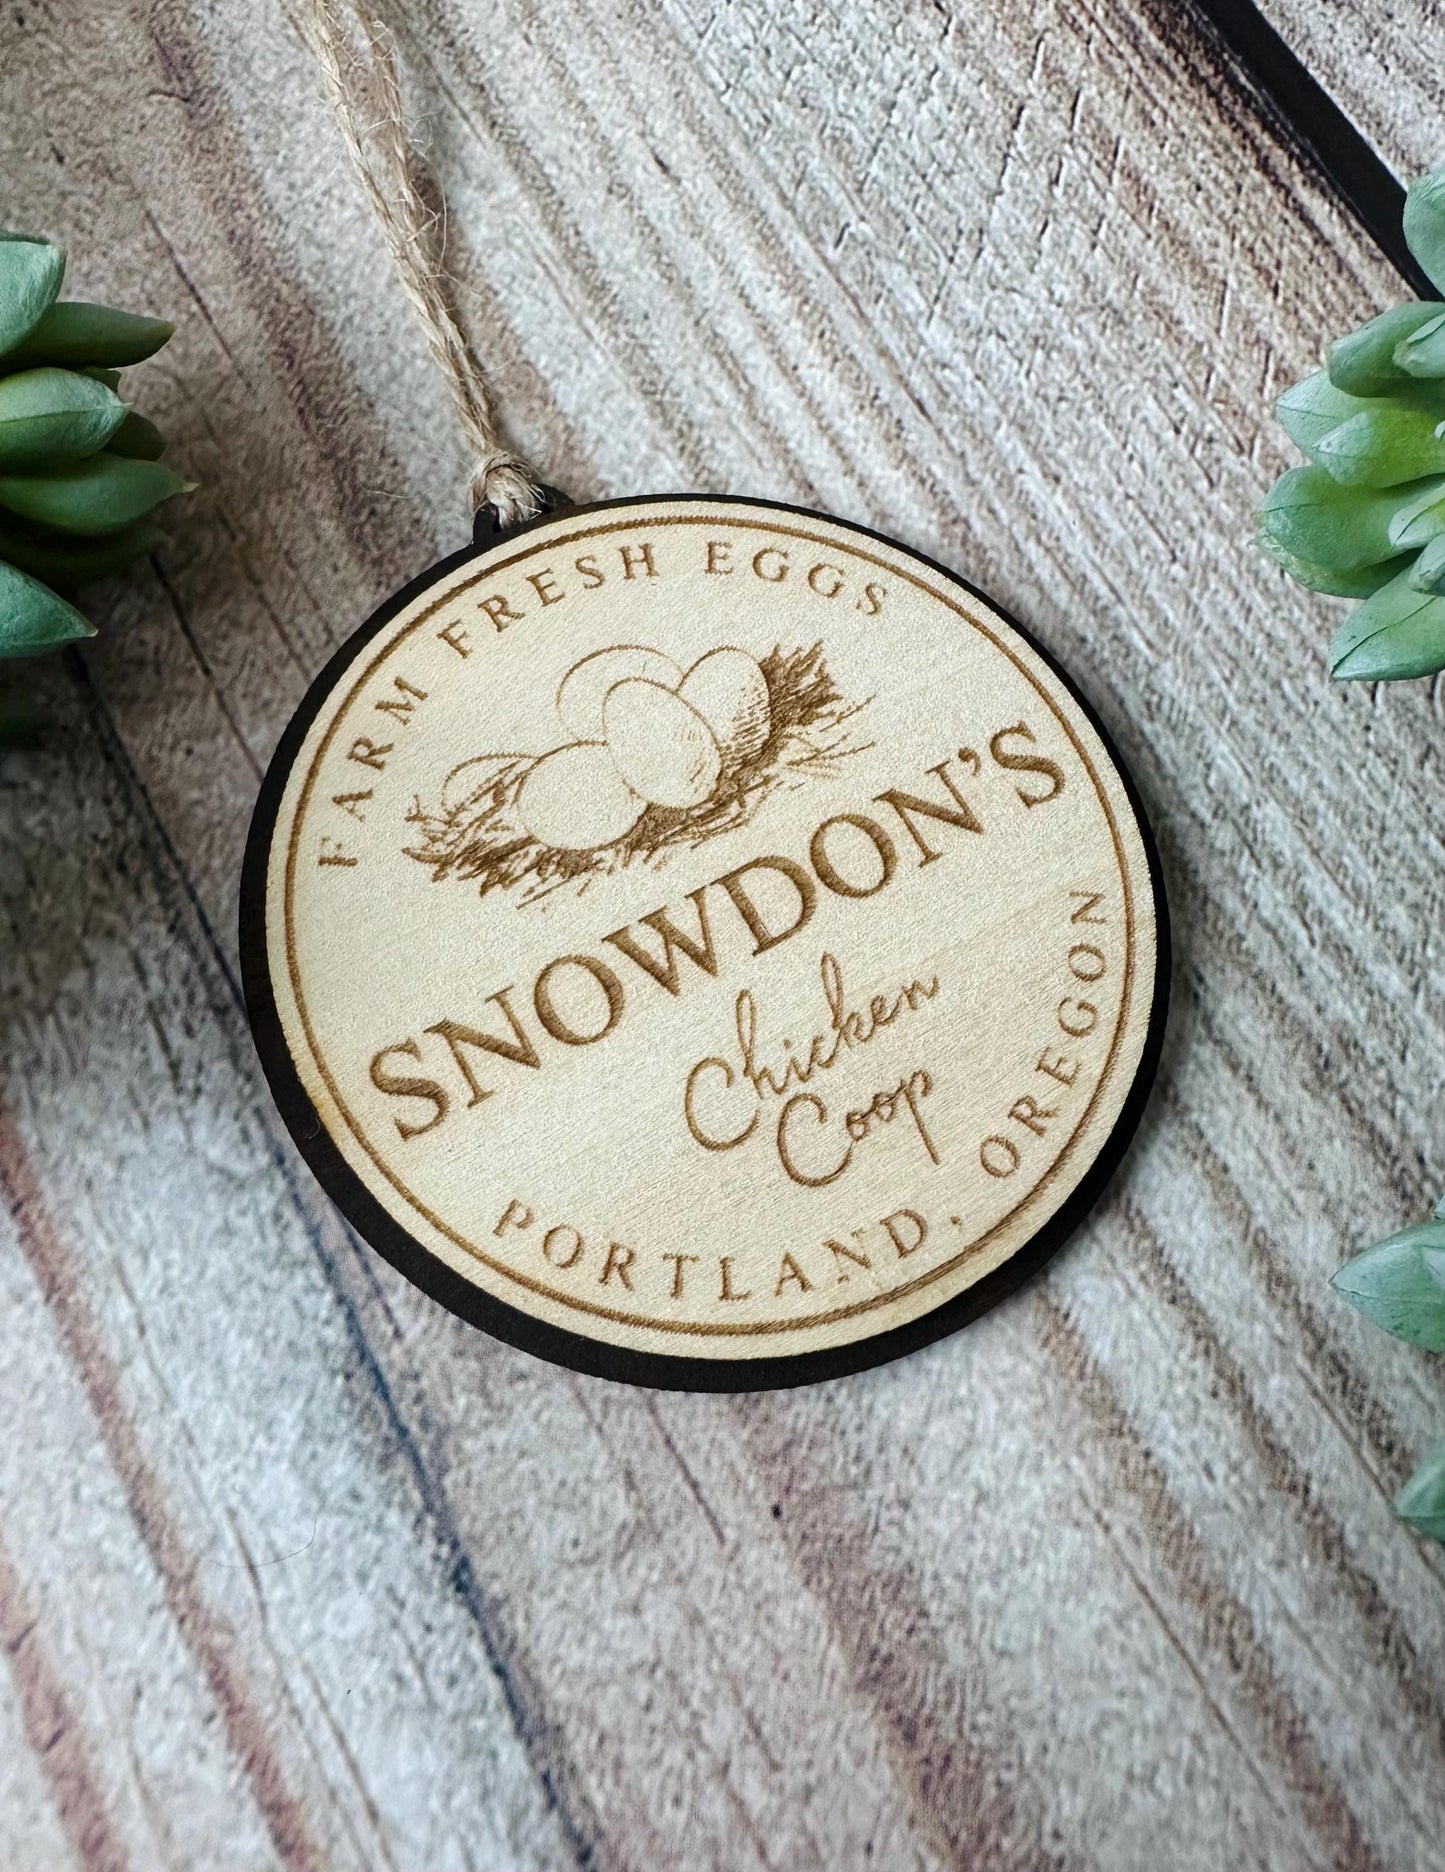 FARM FRESH EGGS
SNOWDON'S
Chicken
Coop
PORTLAND, OREGON